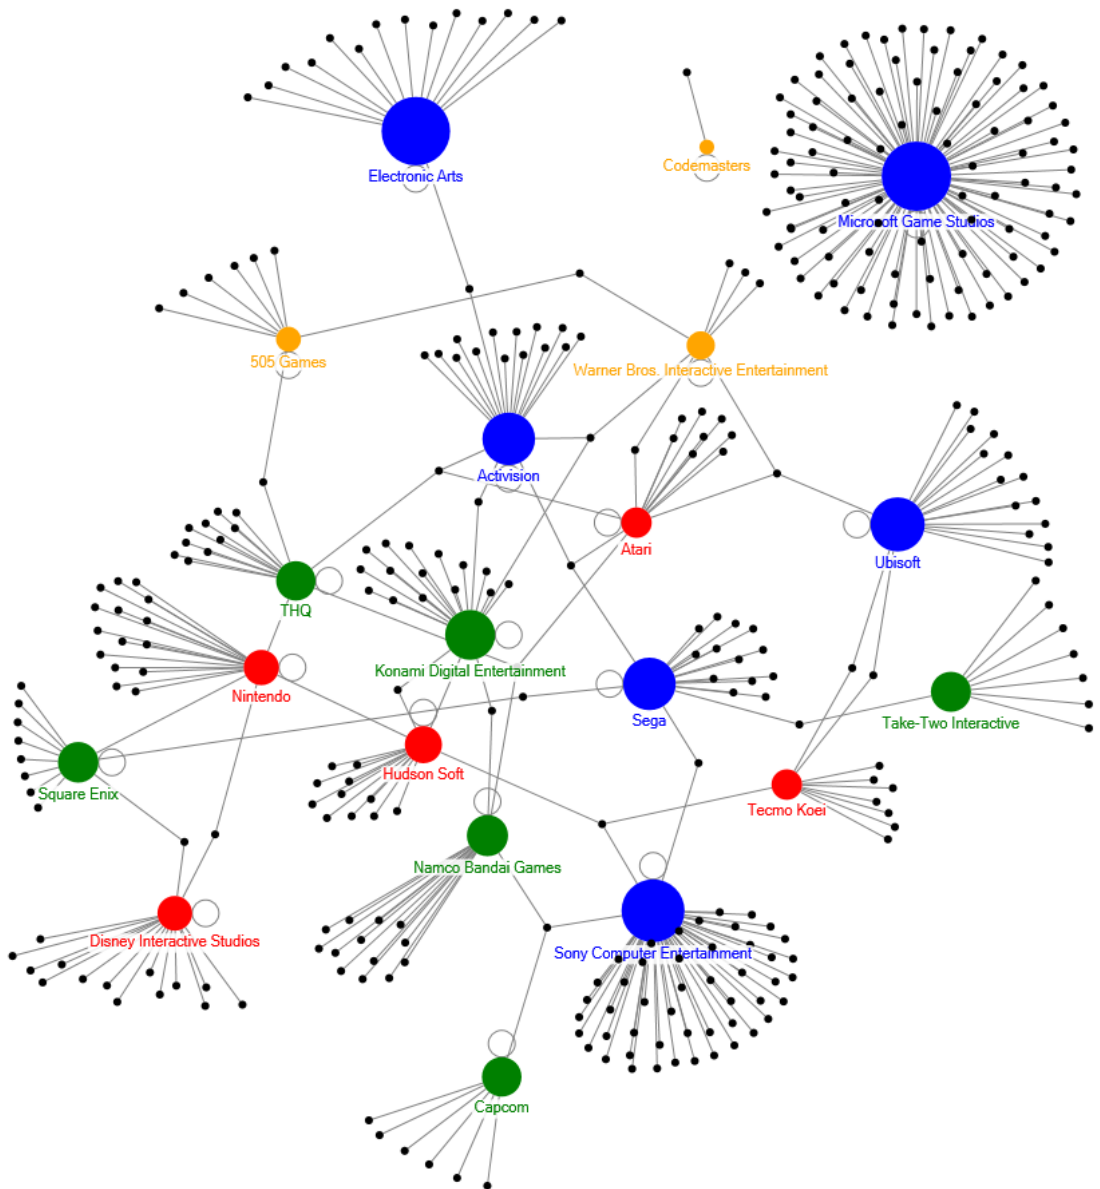 Electronic Arts
Codemasters
Microsoft Game Studios
505 Games
Warner Bros. Interactive Entertainment
Activision
Atari
Ubisoft
THQ
Konami Digital Entertainment
Nintendo
Sega
Take-Two Interactive
Hudson Soft
Square Enix
Tecmo Koei
Namco Bandai Games
Disney Interactive Studios
Sony Computer Entertainment
Capcom